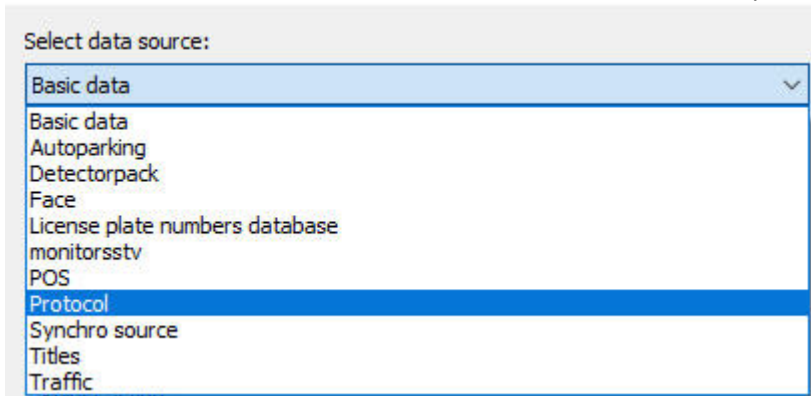 Select data source:
Basic data
Basic data
Autoparking
Detectorpack
Face
License plate numbers database
monitorsstv
POS
Protocol
Synchro source
Titles
Traffic